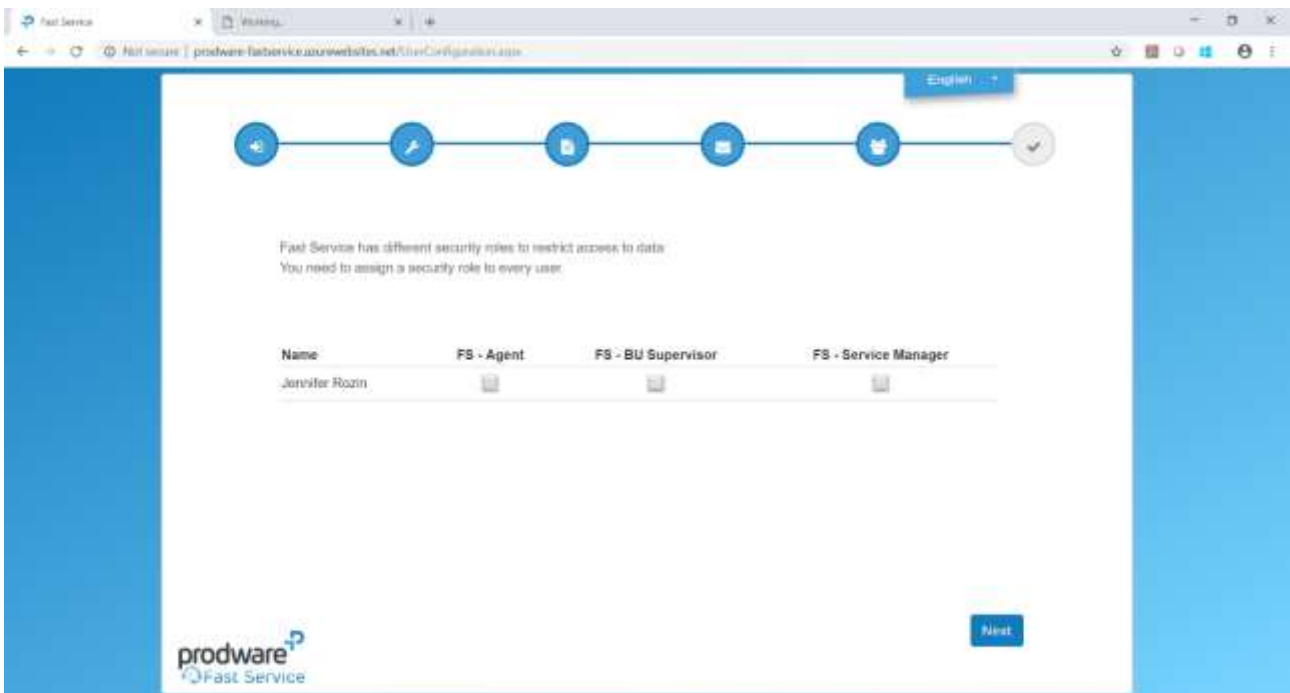 Fast Service
Working...
Not secure | prodware-fastservice.azurewebsites.net/UserConfiguration.aspx
English
Fast Service has different security roles to restrict access to data
You need to assign a security role to every user.
Name FS - Agent FS - BU Supervisor FS - Service Manager
Jennifer Rozin
Next
prodware
Fast Service